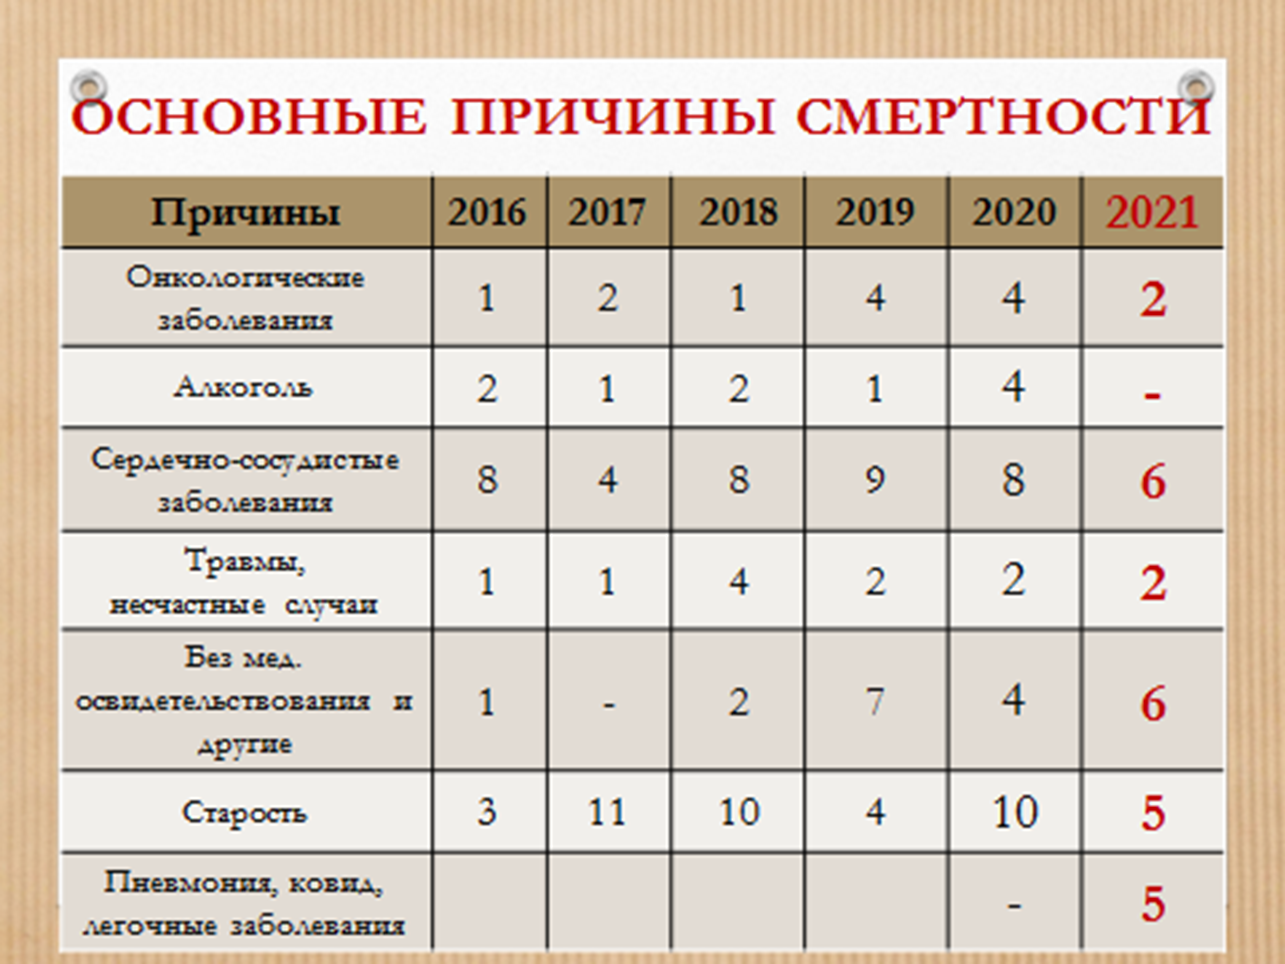 ОСНОВНЫЕ ПРИЧИНЫ СМЕРТНОСТИ
Причины 2016 2017 2018 2019 2020 2021
Онкологические
заболевания 1 2 1 4 4 2
Алкоголь 2 1 2 1 4 -
Сердечно-сосудистые
заболевания 8 4 8 9 8 6
Травмы,
несчастные случаи 1 1 4 2 2 2
Без мед.
освидетельствования и 1 - 2 7 4 6
другие
Старость 3 11 10 4 10 5
Пневмония, ковид,
легочные заболевания - 5